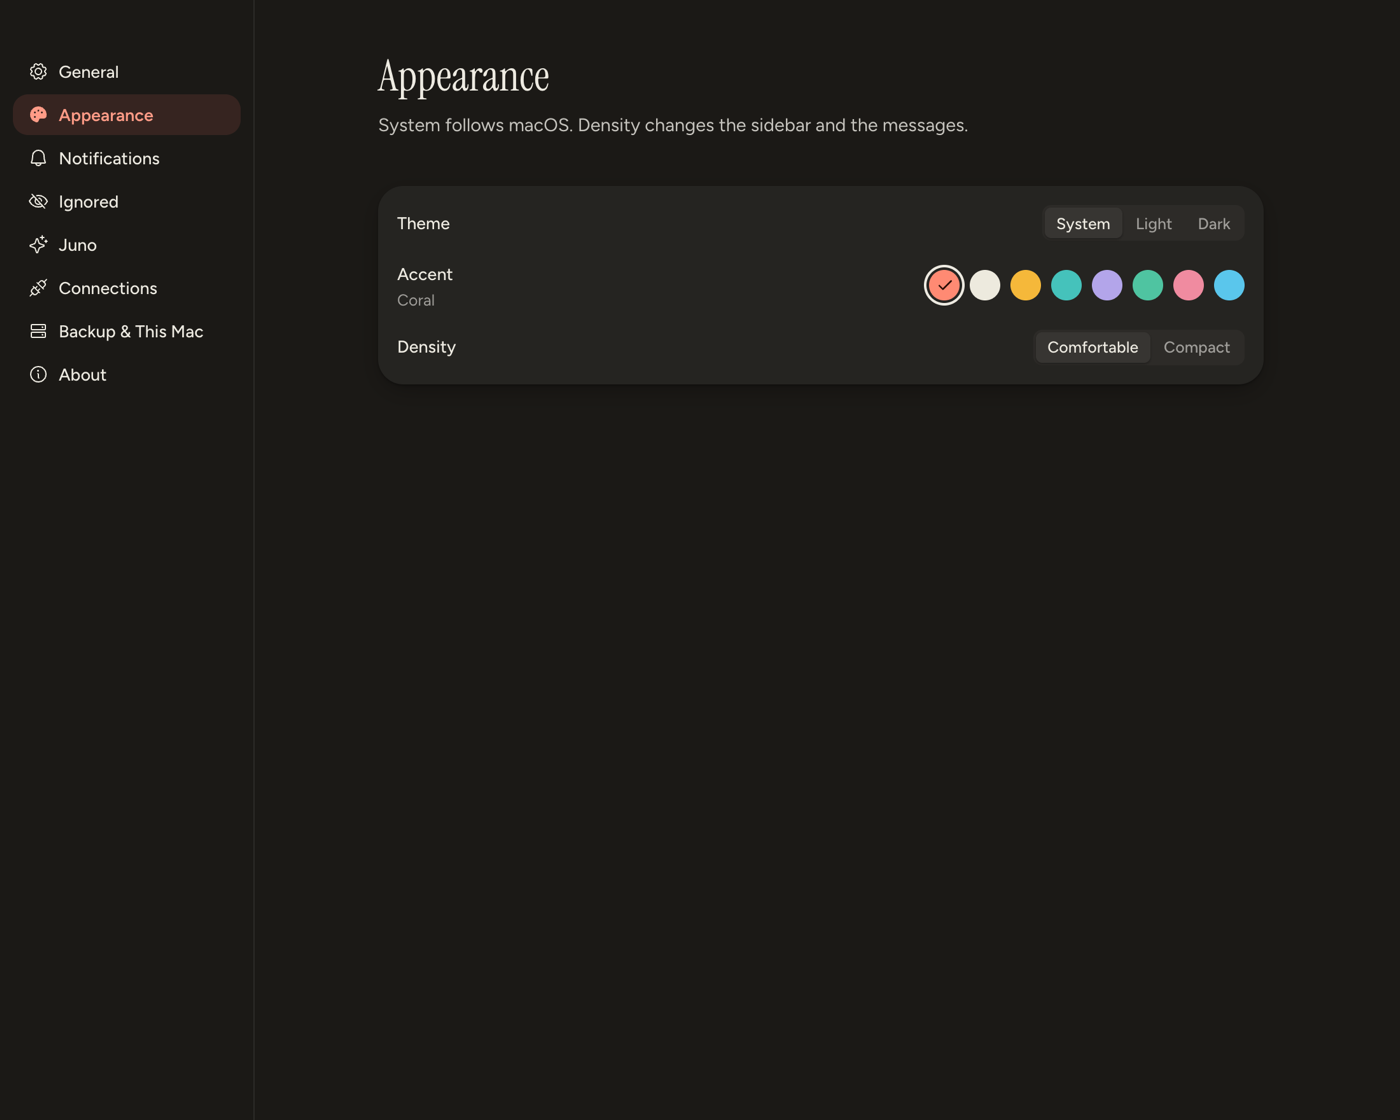 General
Appearance
Notifications
Ignored
Juno
Connections
Backup & This Mac
About
Appearance
System follows macOS. Density changes the sidebar and the messages.
Theme
System Light Dark
Accent
Coral
Density
Comfortable Compact